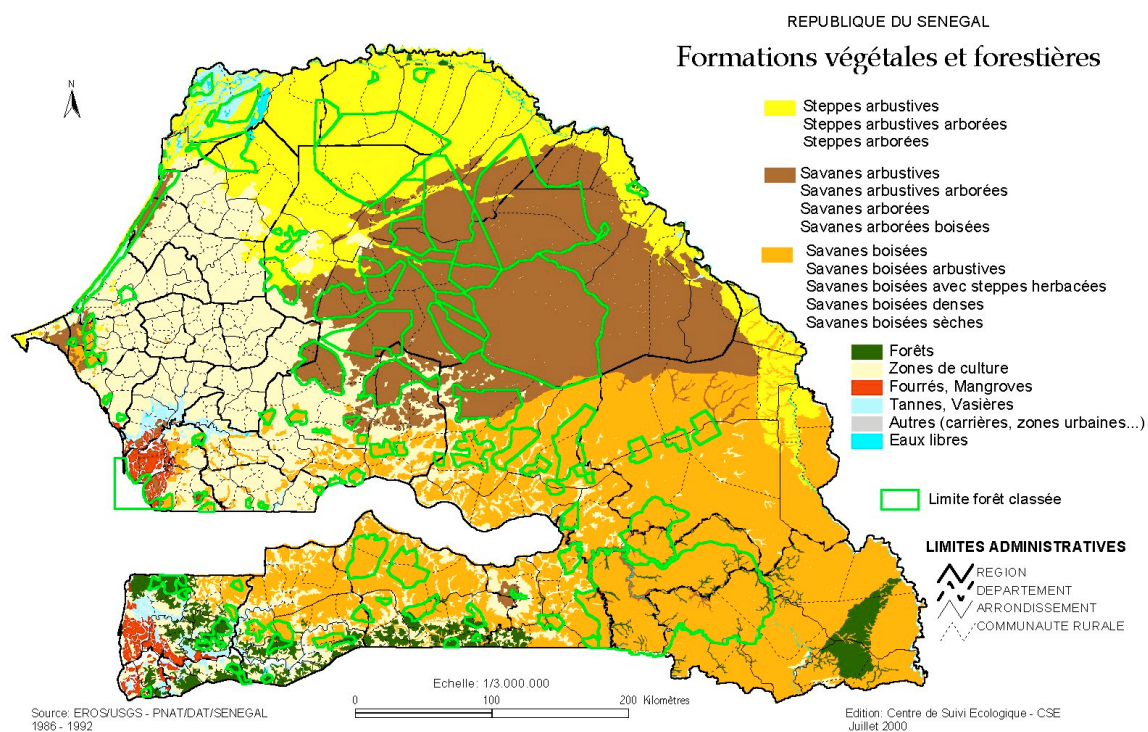 REPUBLIQUE DU SENEGAL
Formations végétales et forestières
N
Steppes arbustives
Steppes arbustives arborées
Steppes arborées
Savanes arbustives
Savanes arbustives arborées
Savanes arborées
Savanes arborées boisées
Savanes boisées
Savanes boisées arbustives
Savanes boisées avec steppes herbacées
Savanes boisées denses
Savanes boisées sèches
Forêts
Zones de culture
Fourrés, Mangroves
Tannes, Vasières
Autres (carrières, zones urbaines...)
Eaux libres
Limite forêt classée
LIMITES ADMINISTRATIVES
REGION
DEPARTEMENT
ARRONDISSEMENT
COMMUNAUTE RURALE
Echelle: 1/3.000.000
0 100 200 Kilomètres
Source: EROS/USGS - PNAT/DAT/SENEGAL
1986 - 1992
Edition: Centre de Suivi Ecologique - CSE
Juillet 2000